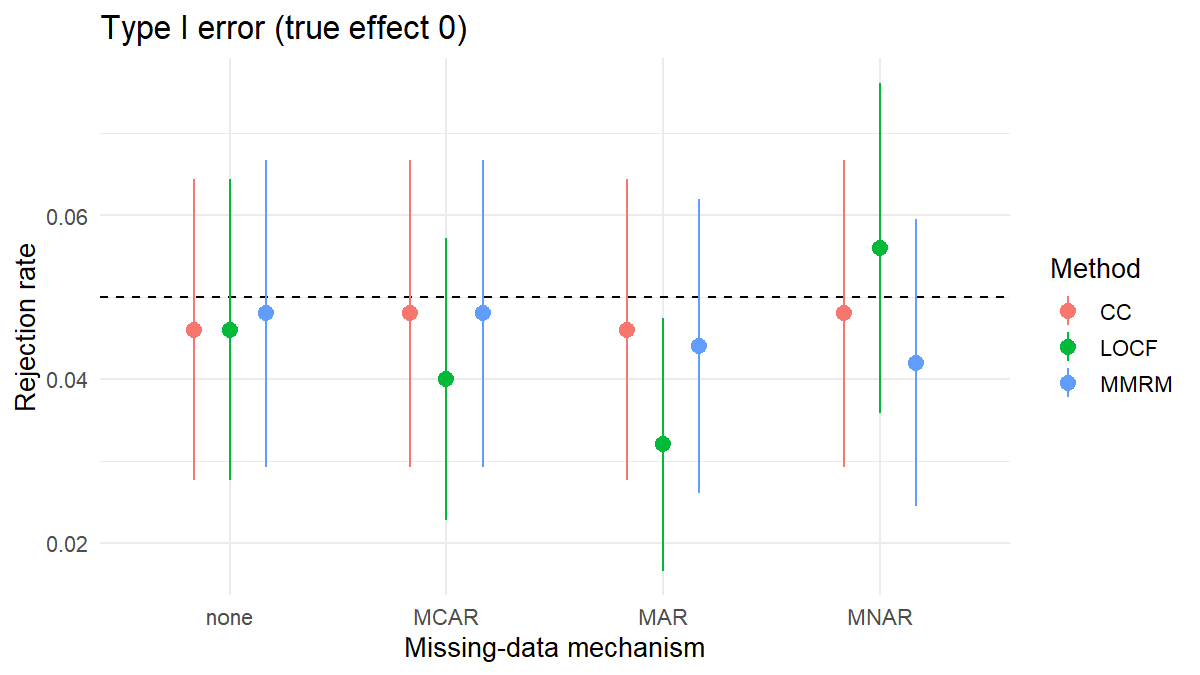 Type I error (true effect 0)
Rejection rate
0.06
0.04
0.02
none
MCAR
MAR
MNAR
Missing-data mechanism
Method
CC
LOCF
MMRM